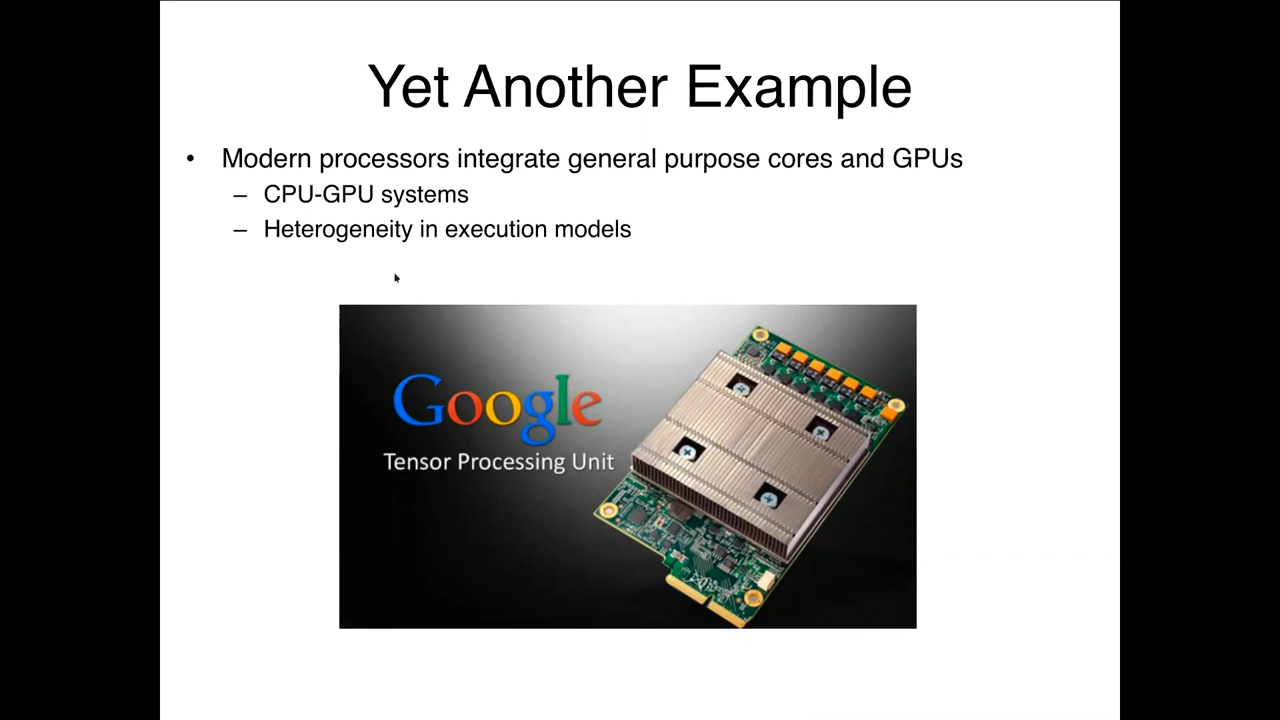 Yet Another Example
• Modern processors integrate general purpose cores and GPUs
– CPU-GPU systems
– Heterogeneity in execution models
Google
Tensor Processing Unit